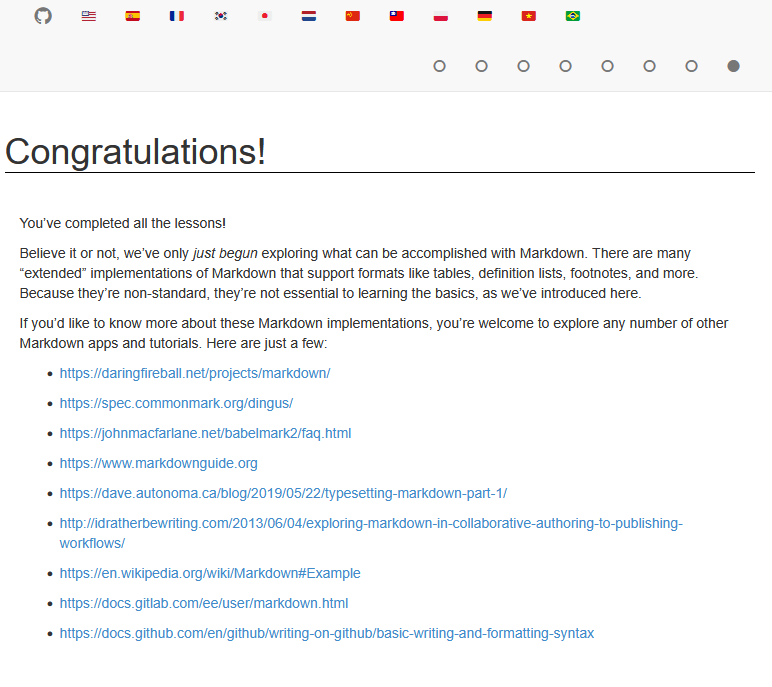 Congratulations!
You’ve completed all the lessons!
Believe it or not, we’ve only just begun exploring what can be accomplished with Markdown. There are many
“extended” implementations of Markdown that support formats like tables, definition lists, footnotes, and more.
Because they’re non-standard, they’re not essential to learning the basics, as we’ve introduced here.
If you’d like to know more about these Markdown implementations, you’re welcome to explore any number of other
Markdown apps and tutorials. Here are just a few:
https://daringfireball.net/projects/markdown/
https://spec.commonmark.org/dingus/
https://johnmacfarlane.net/babelmark2/faq.html
https://www.markdownguide.org
https://dave.autonoma.ca/blog/2019/05/22/typesetting-markdown-part-1/
http://idratherbewriting.com/2013/06/04/exploring-markdown-in-collaborative-authoring-to-publishing-
workflows/
https://en.wikipedia.org/wiki/Markdown#Example
https://docs.gitlab.com/ee/user/markdown.html
https://docs.github.com/en/github/writing-on-github/basic-writing-and-formatting-syntax